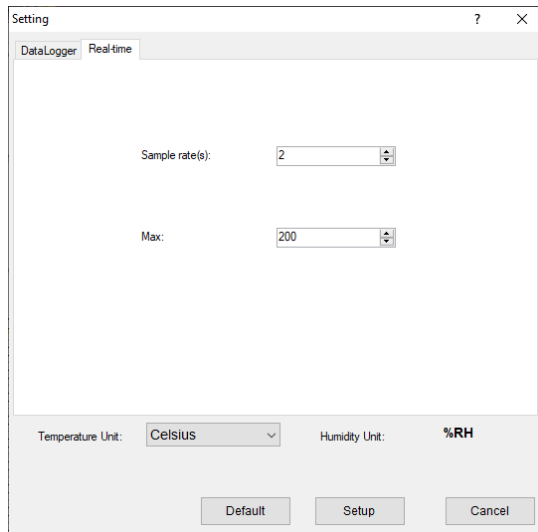 Setting ?
DataLogger Real-time
Sample rate(s): 2
Max: 200
Temperature Unit: Celsius Humidity Unit: %RH
Default Setup Cancel